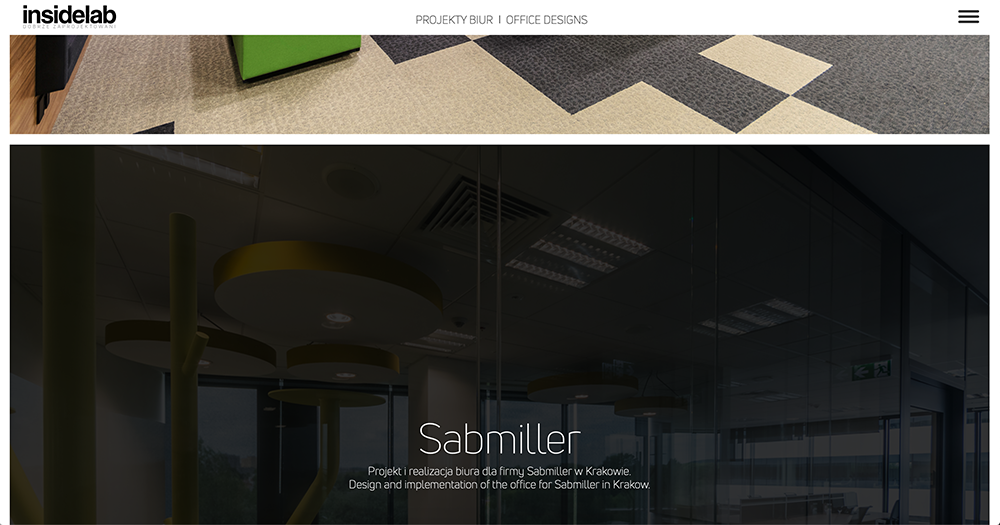 insidelab
DOBRZE ZAPROJEKTOWANE
PROJEKTY BIUR I OFFICE DESIGNS
Sabmiller
Projekt i realizacja biura dla firmy Sabmiller w Krakowie.
Design and implementation of the office for Sabmiller in Krakow.